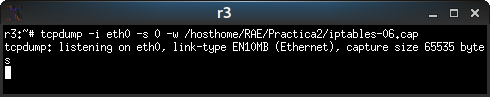 r3
r3:~# tcpdump -i eth0 -s 0 -w /hosthome/RAE/Practica2/iptables-06.cap
tcpdump: listening on eth0, link-type EN10MB (Ethernet), capture size 65535 byte
s